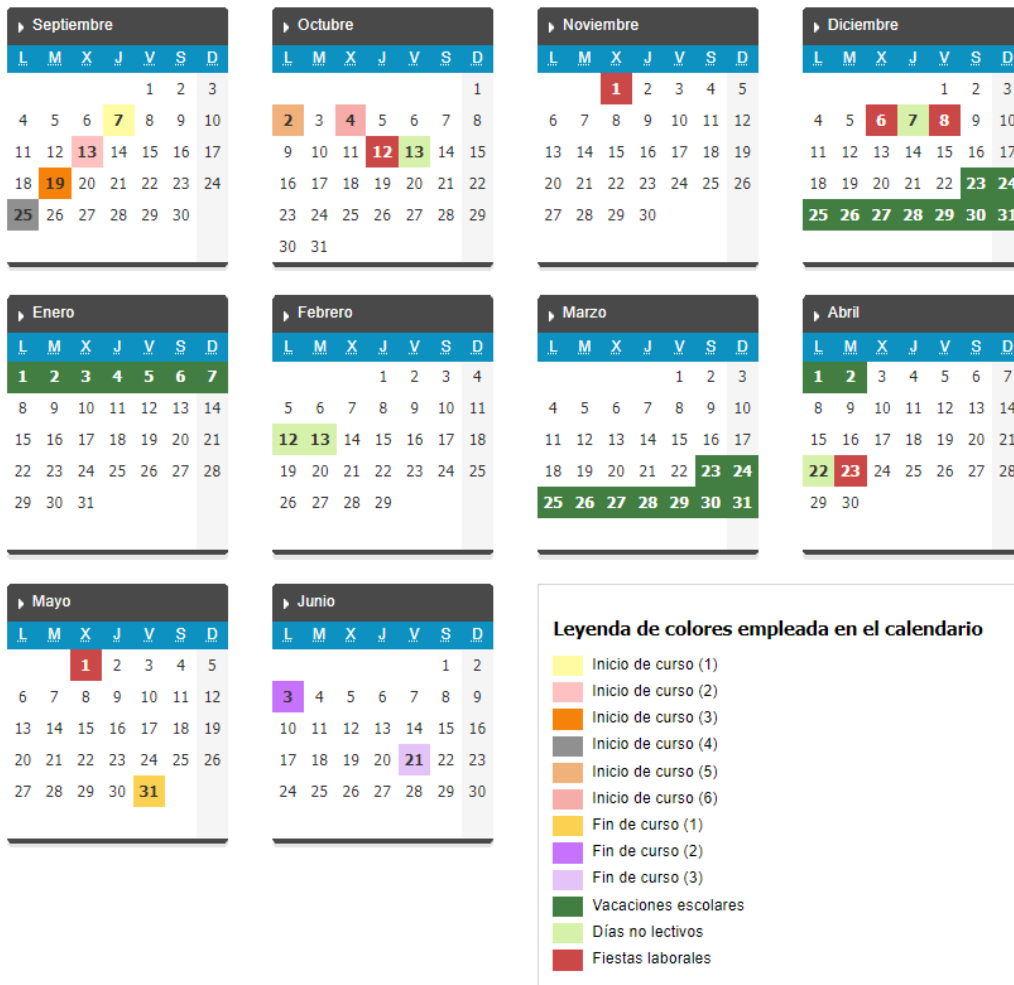 Septiembre
L M X J V S D
1 2 3
4 5 6 7 8 9 10
11 12 13 14 15 16 17
18 19 20 21 22 23 24
25 26 27 28 29 30
Octubre
L M X J V S D
1
2 3 4 5 6 7 8
9 10 11 12 13 14 15
16 17 18 19 20 21 22
23 24 25 26 27 28 29
30 31
Noviembre
L M X J V S D
1 2 3 4 5
6 7 8 9 10 11 12
13 14 15 16 17 18 19
20 21 22 23 24 25 26
27 28 29 30
Diciembre
L M X J V S D
1 2 3
4 5 6 7 8 9 10
11 12 13 14 15 16 17
18 19 20 21 22 23 24
25 26 27 28 29 30 31
Enero
L M X J V S D
1 2 3 4 5 6 7
8 9 10 11 12 13 14
15 16 17 18 19 20 21
22 23 24 25 26 27 28
29 30 31
Febrero
L M X J V S D
1 2 3 4
5 6 7 8 9 10 11
12 13 14 15 16 17 18
19 20 21 22 23 24 25
26 27 28 29
Marzo
L M X J V S D
1 2 3
4 5 6 7 8 9 10
11 12 13 14 15 16 17
18 19 20 21 22 23 24
25 26 27 28 29 30 31
Abril
L M X J V S D
1 2 3 4 5 6 7
8 9 10 11 12 13 14
15 16 17 18 19 20 21
22 23 24 25 26 27 28
29 30
Mayo
L M X J V S D
1 2 3 4 5
6 7 8 9 10 11 12
13 14 15 16 17 18 19
20 21 22 23 24 25 26
27 28 29 30 31
Junio
L M X J V S D
1 2
3 4 5 6 7 8 9
10 11 12 13 14 15 16
17 18 19 20 21 22 23
24 25 26 27 28 29 30
Leyenda de colores empleada en el calendario
Inicio de curso (1)
Inicio de curso (2)
Inicio de curso (3)
Inicio de curso (4)
Inicio de curso (5)
Inicio de curso (6)
Fin de curso (1)
Fin de curso (2)
Fin de curso (3)
Vacaciones escolares
Días no lectivos
Fiestas laborales